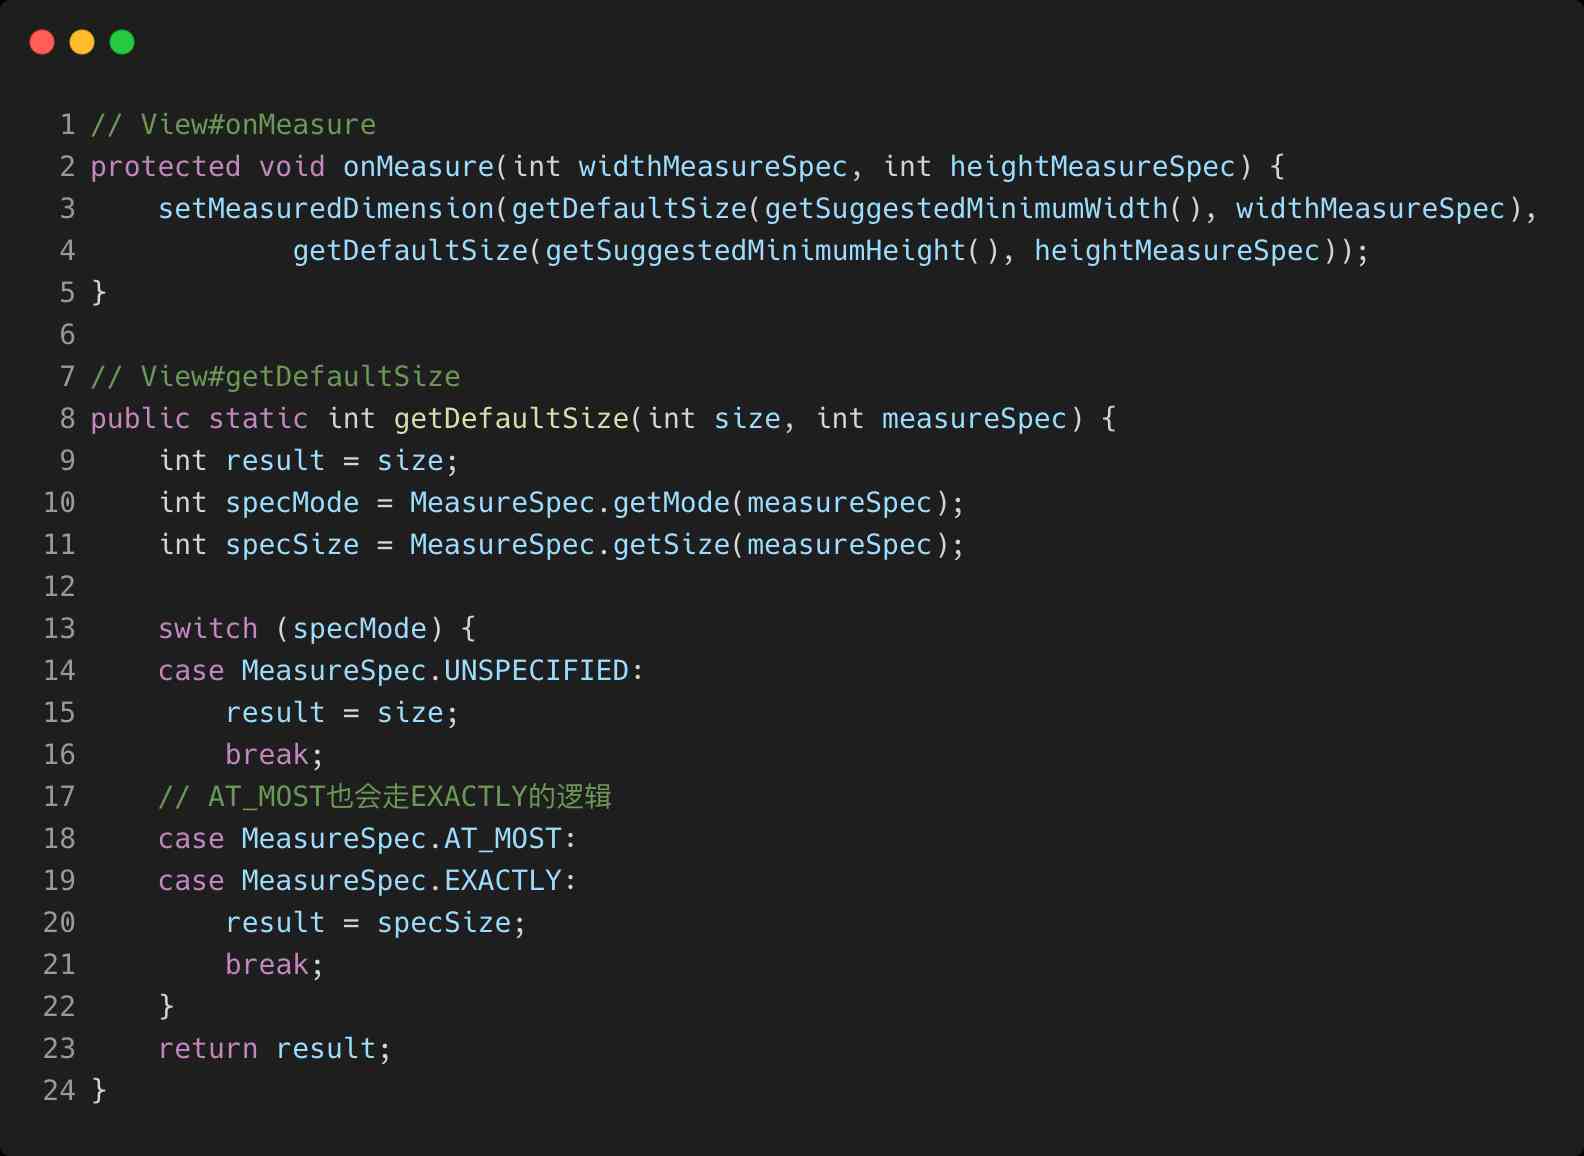 1 // View#onMeasure
2 protected void onMeasure(int widthMeasureSpec, int heightMeasureSpec) {
3     setMeasuredDimension(getDefaultSize(getSuggestedMinimumWidth(), widthMeasureSpec),
4             getDefaultSize(getSuggestedMinimumHeight(), heightMeasureSpec));
5 }
6
7 // View#getDefaultSize
8 public static int getDefaultSize(int size, int measureSpec) {
9     int result = size;
10     int specMode = MeasureSpec.getMode(measureSpec);
11     int specSize = MeasureSpec.getSize(measureSpec);
12
13     switch (specMode) {
14     case MeasureSpec.UNSPECIFIED:
15         result = size;
16         break;
17     // AT_MOST也会走EXACTLY的逻辑
18     case MeasureSpec.AT_MOST:
19     case MeasureSpec.EXACTLY:
20         result = specSize;
21         break;
22     }
23     return result;
24 }